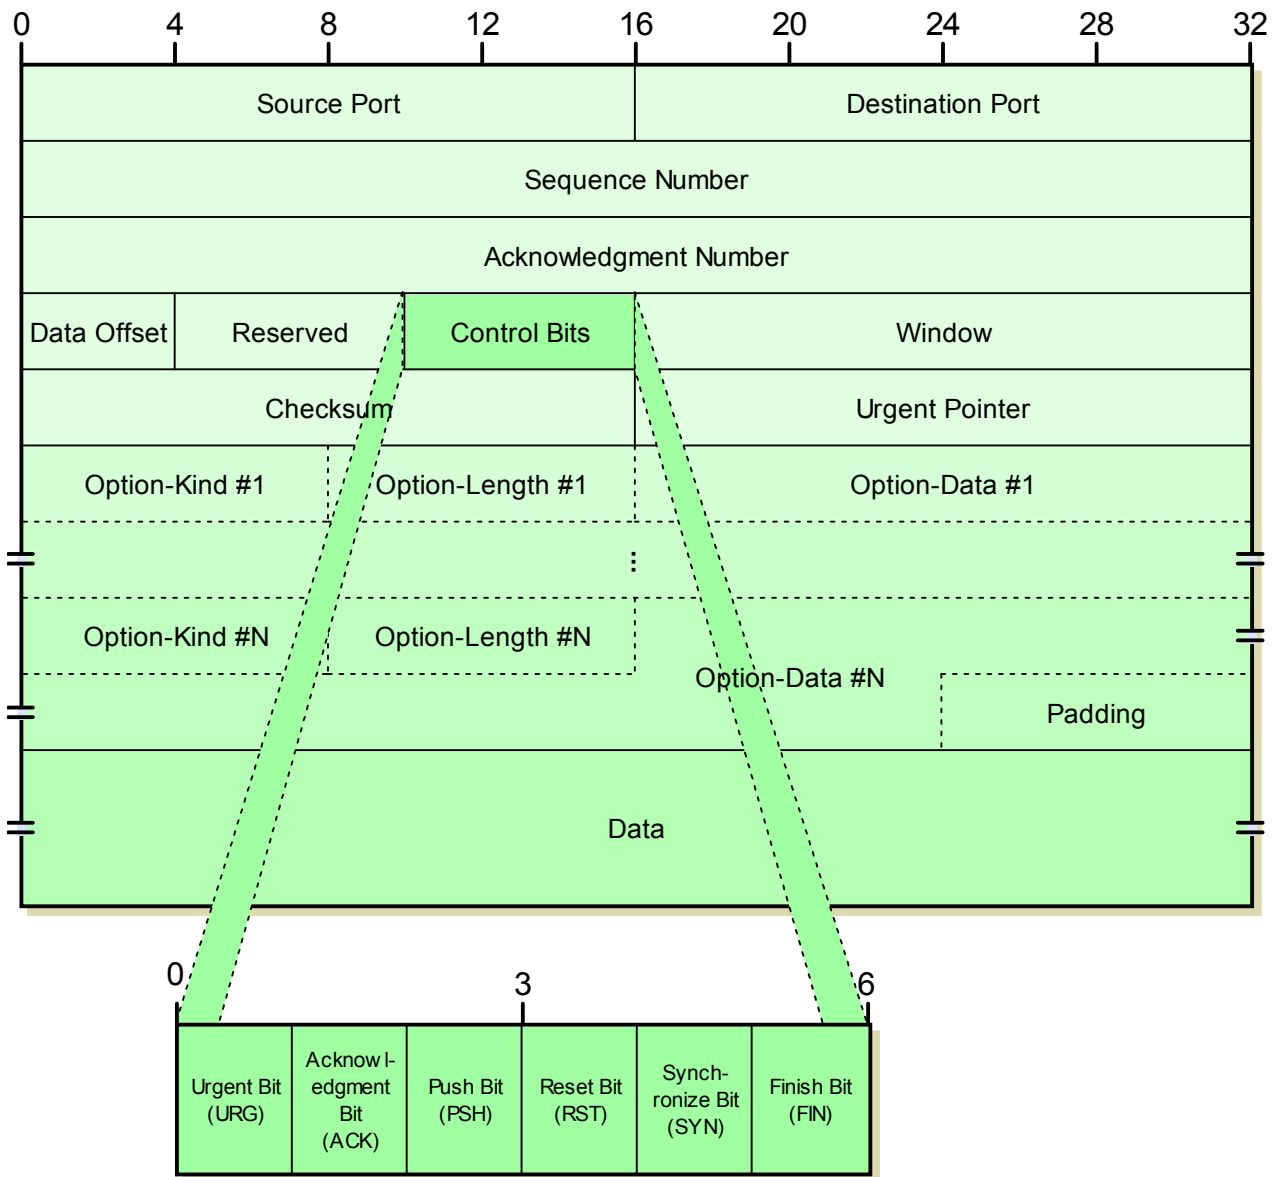 0 4 8 12 16 20 24 28 32
Source Port Destination Port
Sequence Number
Acknowledgment Number
Data Offset Reserved Control Bits Window
Checksum Urgent Pointer
Option-Kind #1 Option-Length #1 Option-Data #1
⋮
Option-Kind #N Option-Length #N
Option-Data #N
Padding
Data
0 3 6
Urgent Bit
(URG)
Acknowl-
edgment
Bit
(ACK)
Push Bit
(PSH)
Reset Bit
(RST)
Synch-
ronize Bit
(SYN)
Finish Bit
(FIN)